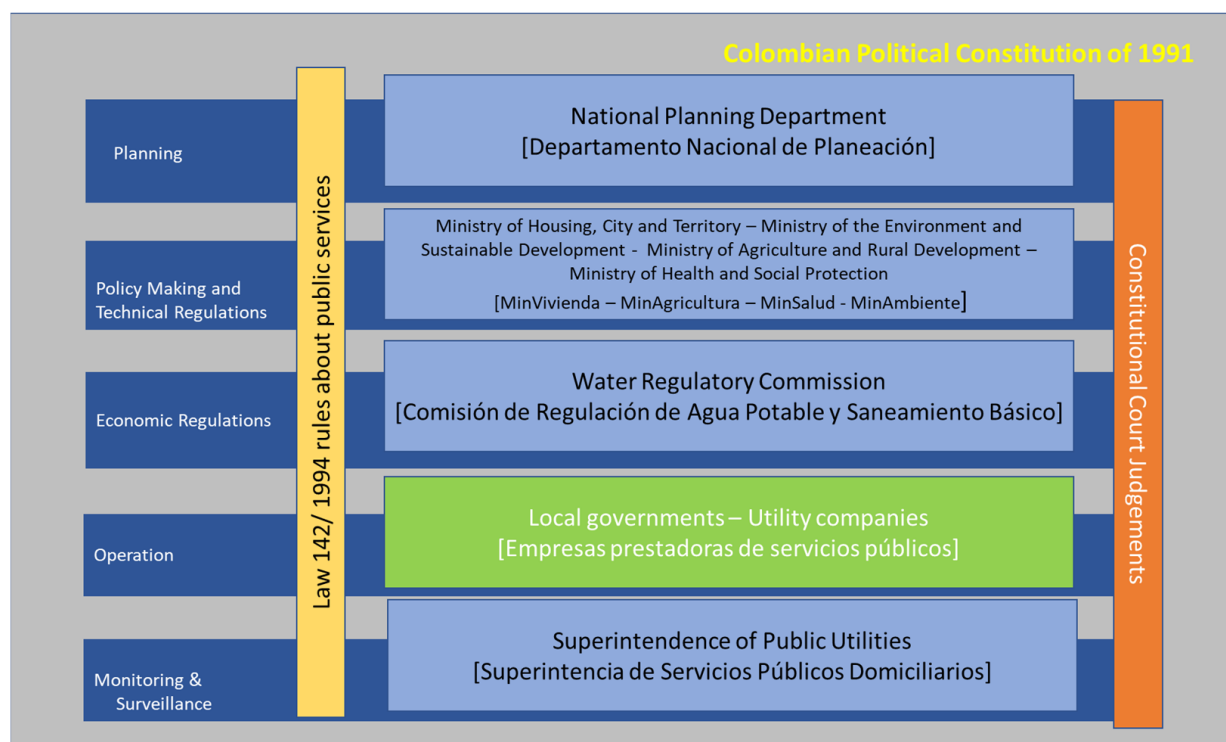 Colombian Political Constitution of 1991
Law 142/ 1994 rules about public services
Planning
National Planning Department
[Departamento Nacional de Planeación]
Policy Making and
Technical Regulations
Ministry of Housing, City and Territory – Ministry of the Environment and
Sustainable Development - Ministry of Agriculture and Rural Development –
Ministry of Health and Social Protection
[MinVivienda – MinAgricultura – MinSalud - MinAmbiente]
Economic Regulations
Water Regulatory Commission
[Comisión de Regulación de Agua Potable y Saneamiento Básico]
Operation
Local governments – Utility companies
[Empresas prestadoras de servicios públicos]
Monitoring &
Surveillance
Superintendence of Public Utilities
[Superintencia de Servicios Públicos Domiciliarios]
Constitutional Court Judgements